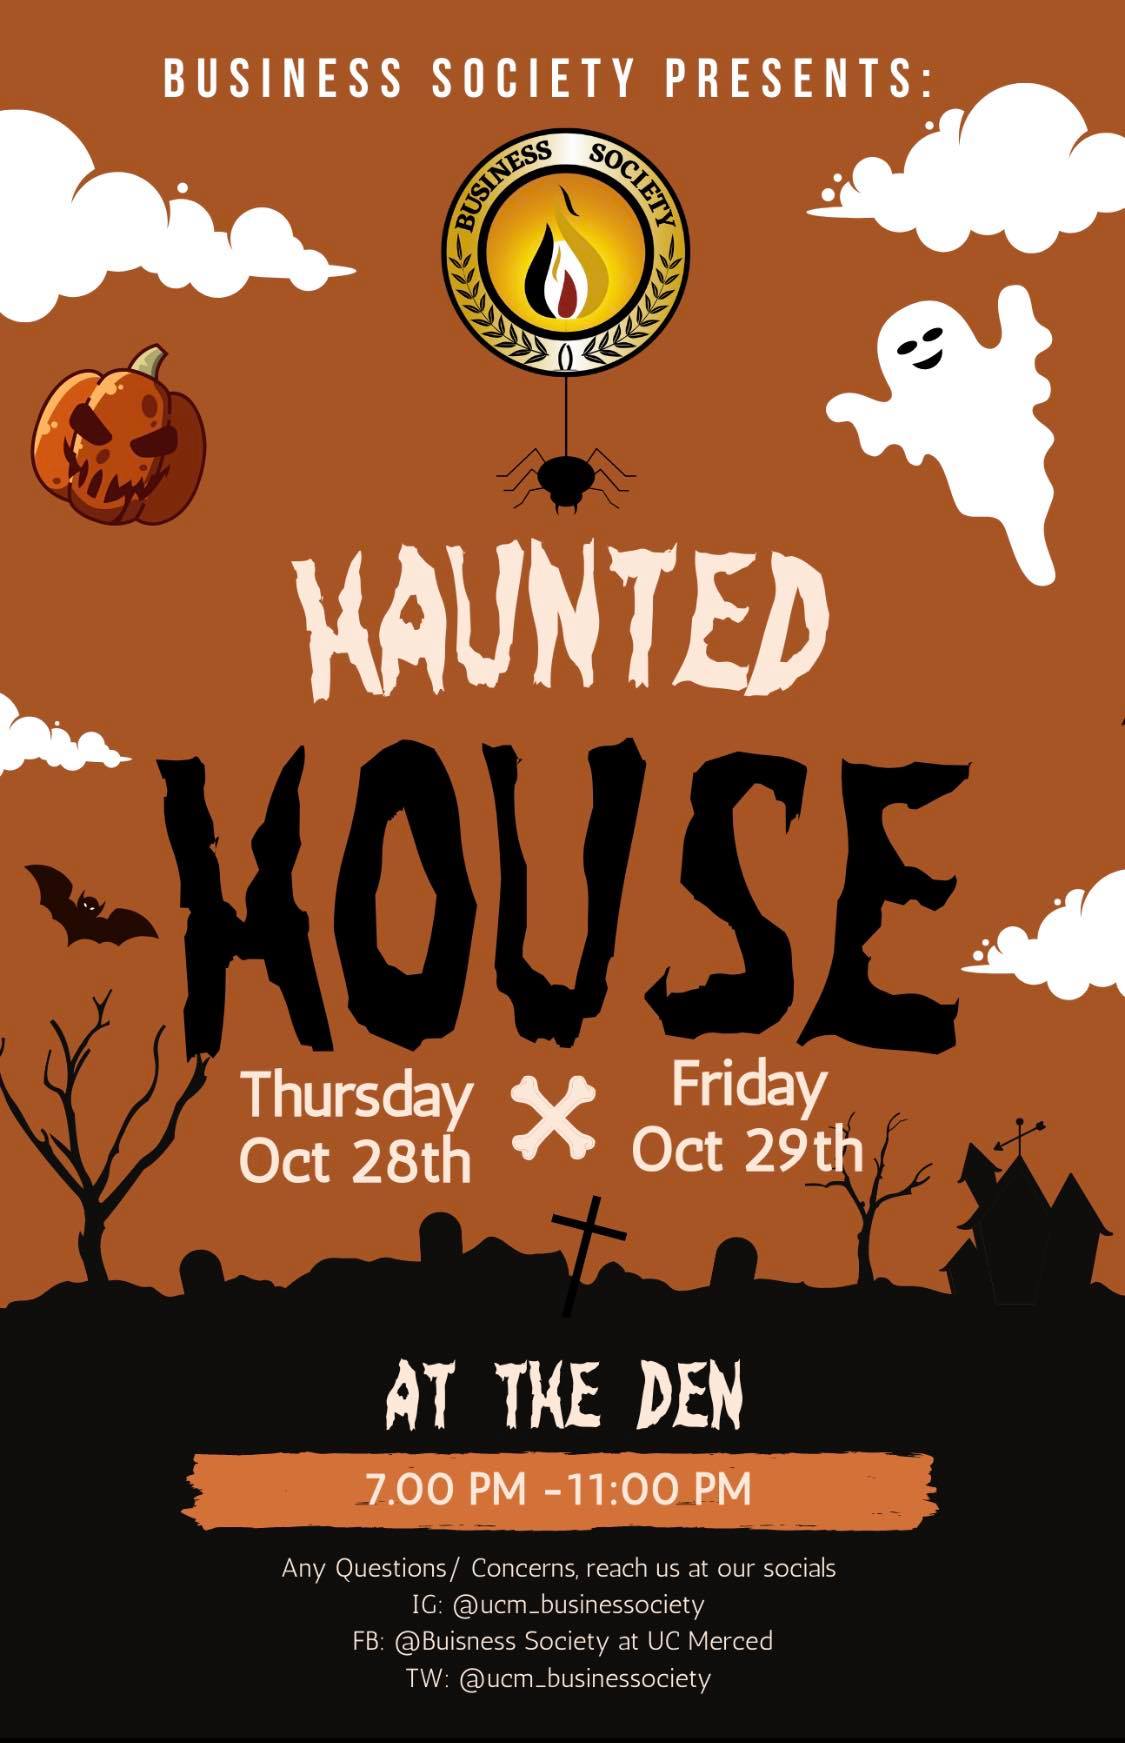 BUSINESS SOCIETY PRESENTS:
BUSINESS SOCIETY
HAUNTED
HOUSE
Thursday
Oct 28th
Friday
Oct 29th
AT THE DEN
7.00 PM -11:00 PM
Any Questions/ Concerns, reach us at our socials
IG: @ucm_businessociety
FB: @Buisness Society at UC Merced
TW: @ucm_businessociety